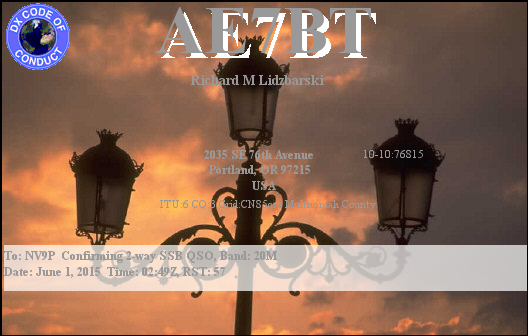 DX CODE OF
CONDUCT
AE7BT
Richard M Lidzbarski
2035 SE 76th Avenue
10-10:76815
Portland, OR 97215
USA
ITU:6 CQ:3 Grid:CN85 County
To: NV9P Confirming 2-way SSB QSO, Band: 20M
Date: June 1, 2015 Time: 02:49Z, RST: 57